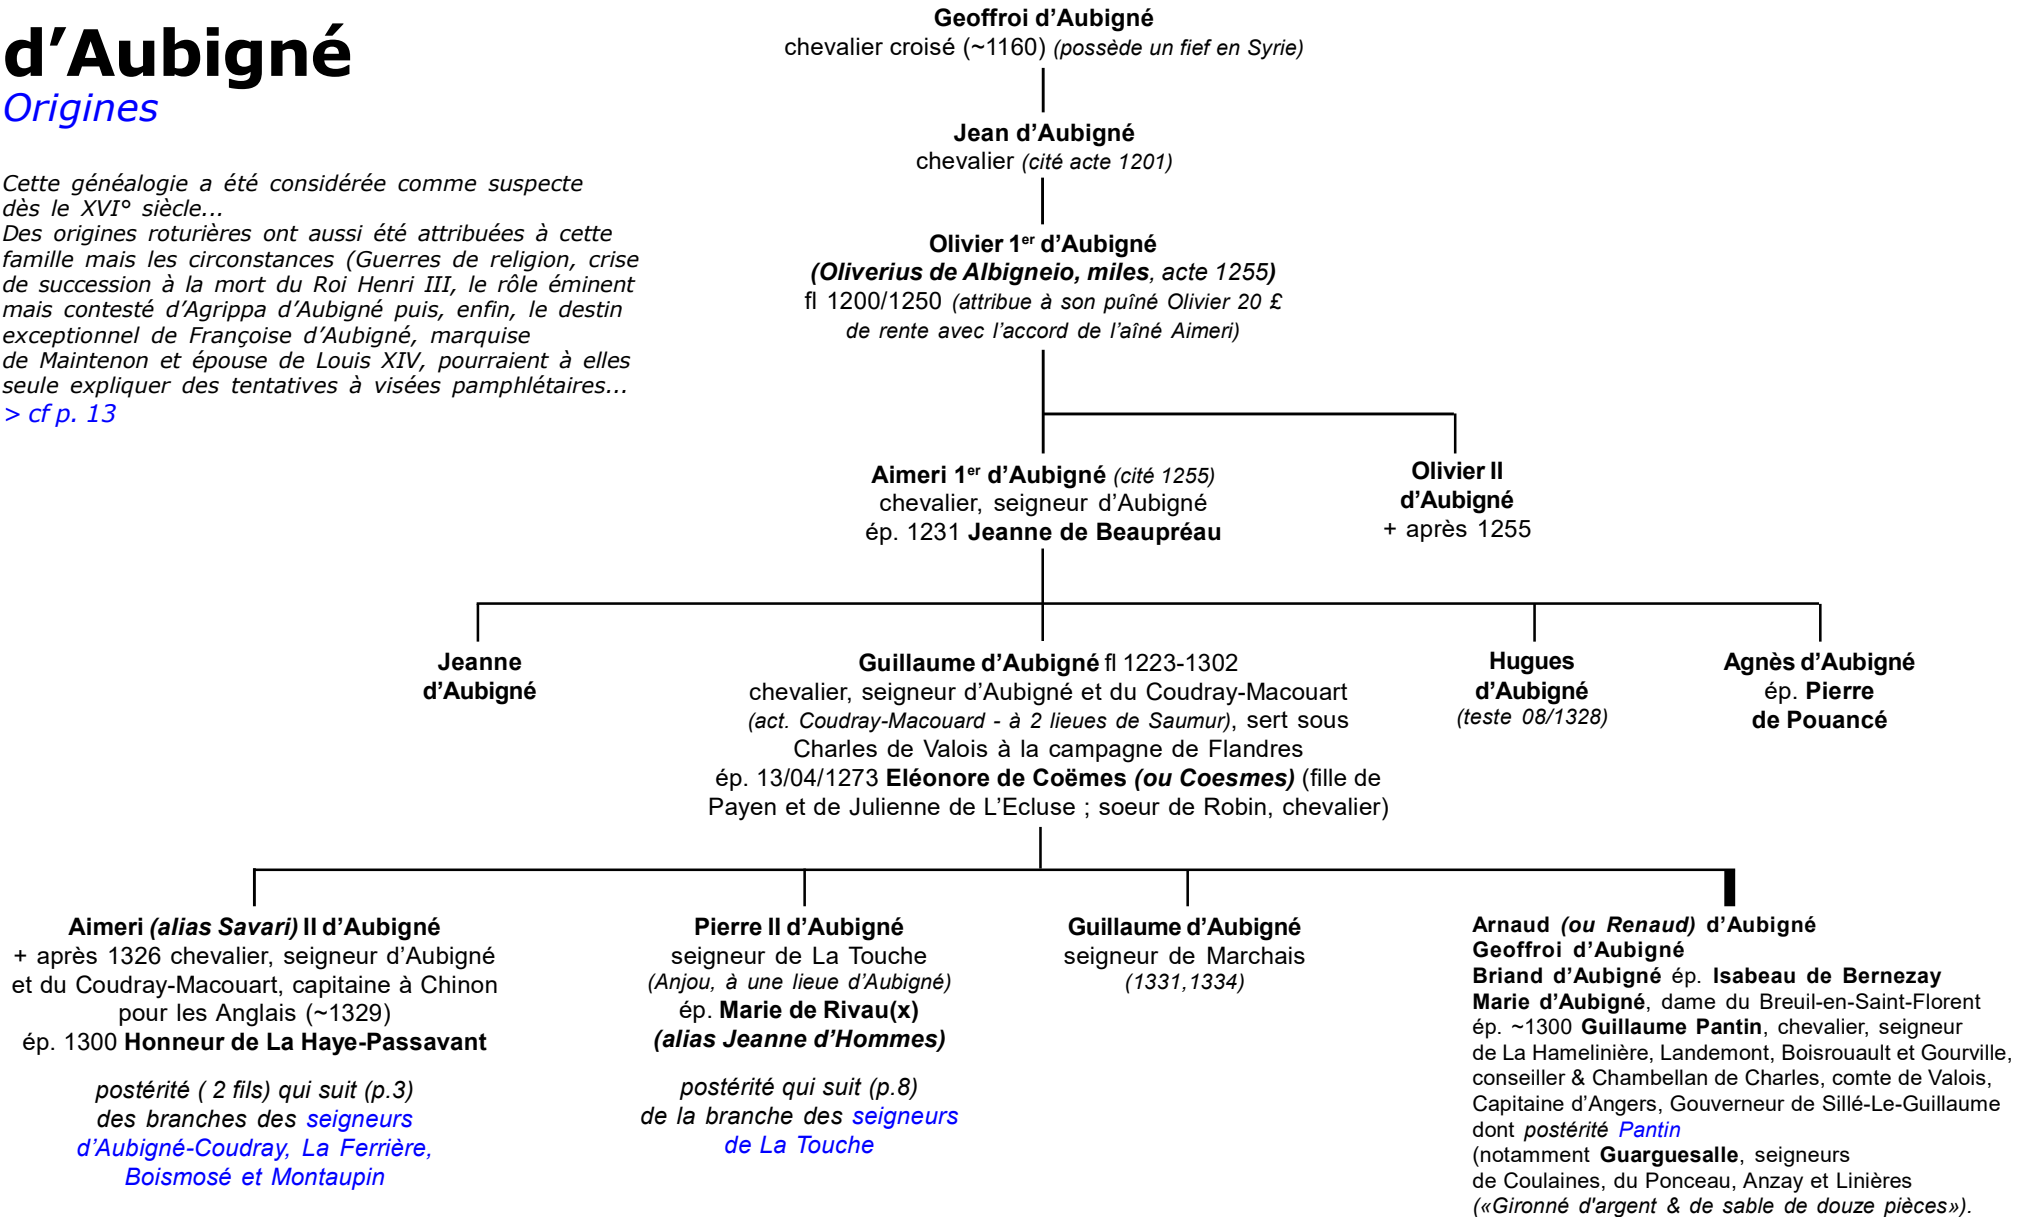 d’Aubigné
Origines
Cette généalogie a été considérée comme suspecte
dès le XVI° siècle...
Des origines roturières ont aussi été attribuées à cette
famille mais les circonstances (Guerres de religion, crise
de succession à la mort du Roi Henri III, le rôle éminent
mais contesté d’Agrippa d’Aubigné puis, enfin, le destin
exceptionnel de Françoise d’Aubigné, marquise
de Maintenon et épouse de Louis XIV, pourraient à elles
seule expliquer des tentatives à visées pamphlétaires...
> cf p. 13
Geoffroi d’Aubigné
chevalier croisé (~1160) (possède un fief en Syrie)
Jean d’Aubigné
chevalier (cité acte 1201)
Olivier 1er d’Aubigné
(Oliverius de Albigneio, miles, acte 1255)
fl 1200/1250 (attribue à son puîné Olivier 20 £
de rente avec l’accord de l’aîné Aimeri)
Aimeri 1er d’Aubigné (cité 1255)
chevalier, seigneur d’Aubigné
ép. 1231 Jeanne de Beaupréau
Olivier II
d’Aubigné
+ après 1255
Jeanne
d’Aubigné
Guillaume d’Aubigné fl 1223-1302
chevalier, seigneur d’Aubigné et du Coudray-Macouart
(act. Coudray-Macouard - à 2 lieues de Saumur), sert sous
Charles de Valois à la campagne de Flandres
ép. 13/04/1273 Eléonore de Coëmes (ou Coesmes) (fille de
Payen et de Julienne de L’Ecluse ; soeur de Robin, chevalier)
Hugues
d’Aubigné
(teste 08/1328)
Agnès d’Aubigné
ép. Pierre
de Pouancé
Aimeri (alias Savari) II d’Aubigné
+ après 1326 chevalier, seigneur d’Aubigné
et du Coudray-Macouart, capitaine à Chinon
pour les Anglais (~1329)
ép. 1300 Honneur de La Haye-Passavant
postérité ( 2 fils) qui suit (p.3)
des branches des seigneurs
d’Aubigné-Coudray, La Ferrière,
Boismosé et Montaupin
Pierre II d’Aubigné
seigneur de La Touche
(Anjou, à une lieue d’Aubigné)
ép. Marie de Rivau(x)
(alias Jeanne d’Hommes)
postérité qui suit (p.8)
de la branche des seigneurs
de La Touche
Guillaume d’Aubigné
seigneur de Marchais
(1331,1334)
Arnaud (ou Renaud) d’Aubigné
Geoffroi d’Aubigné
Briand d’Aubigné ép. Isabeau de Bernezay
Marie d’Aubigné, dame du Breuil-en-Saint-Florent
ép. ~1300 Guillaume Pantin, chevalier, seigneur
de La Hamelinière, Landemont, Boisrouault et Gourville,
conseiller & Chambellan de Charles, comte de Valois,
Capitaine d’Angers, Gouverneur de Sillé-Le-Guillaume
dont postérité Pantin
(notamment Guarguesalle, seigneurs
de Coulaines, du Ponceau, Anzay et Linières
(«Gironné d'argent & de sable de douze pièces»).